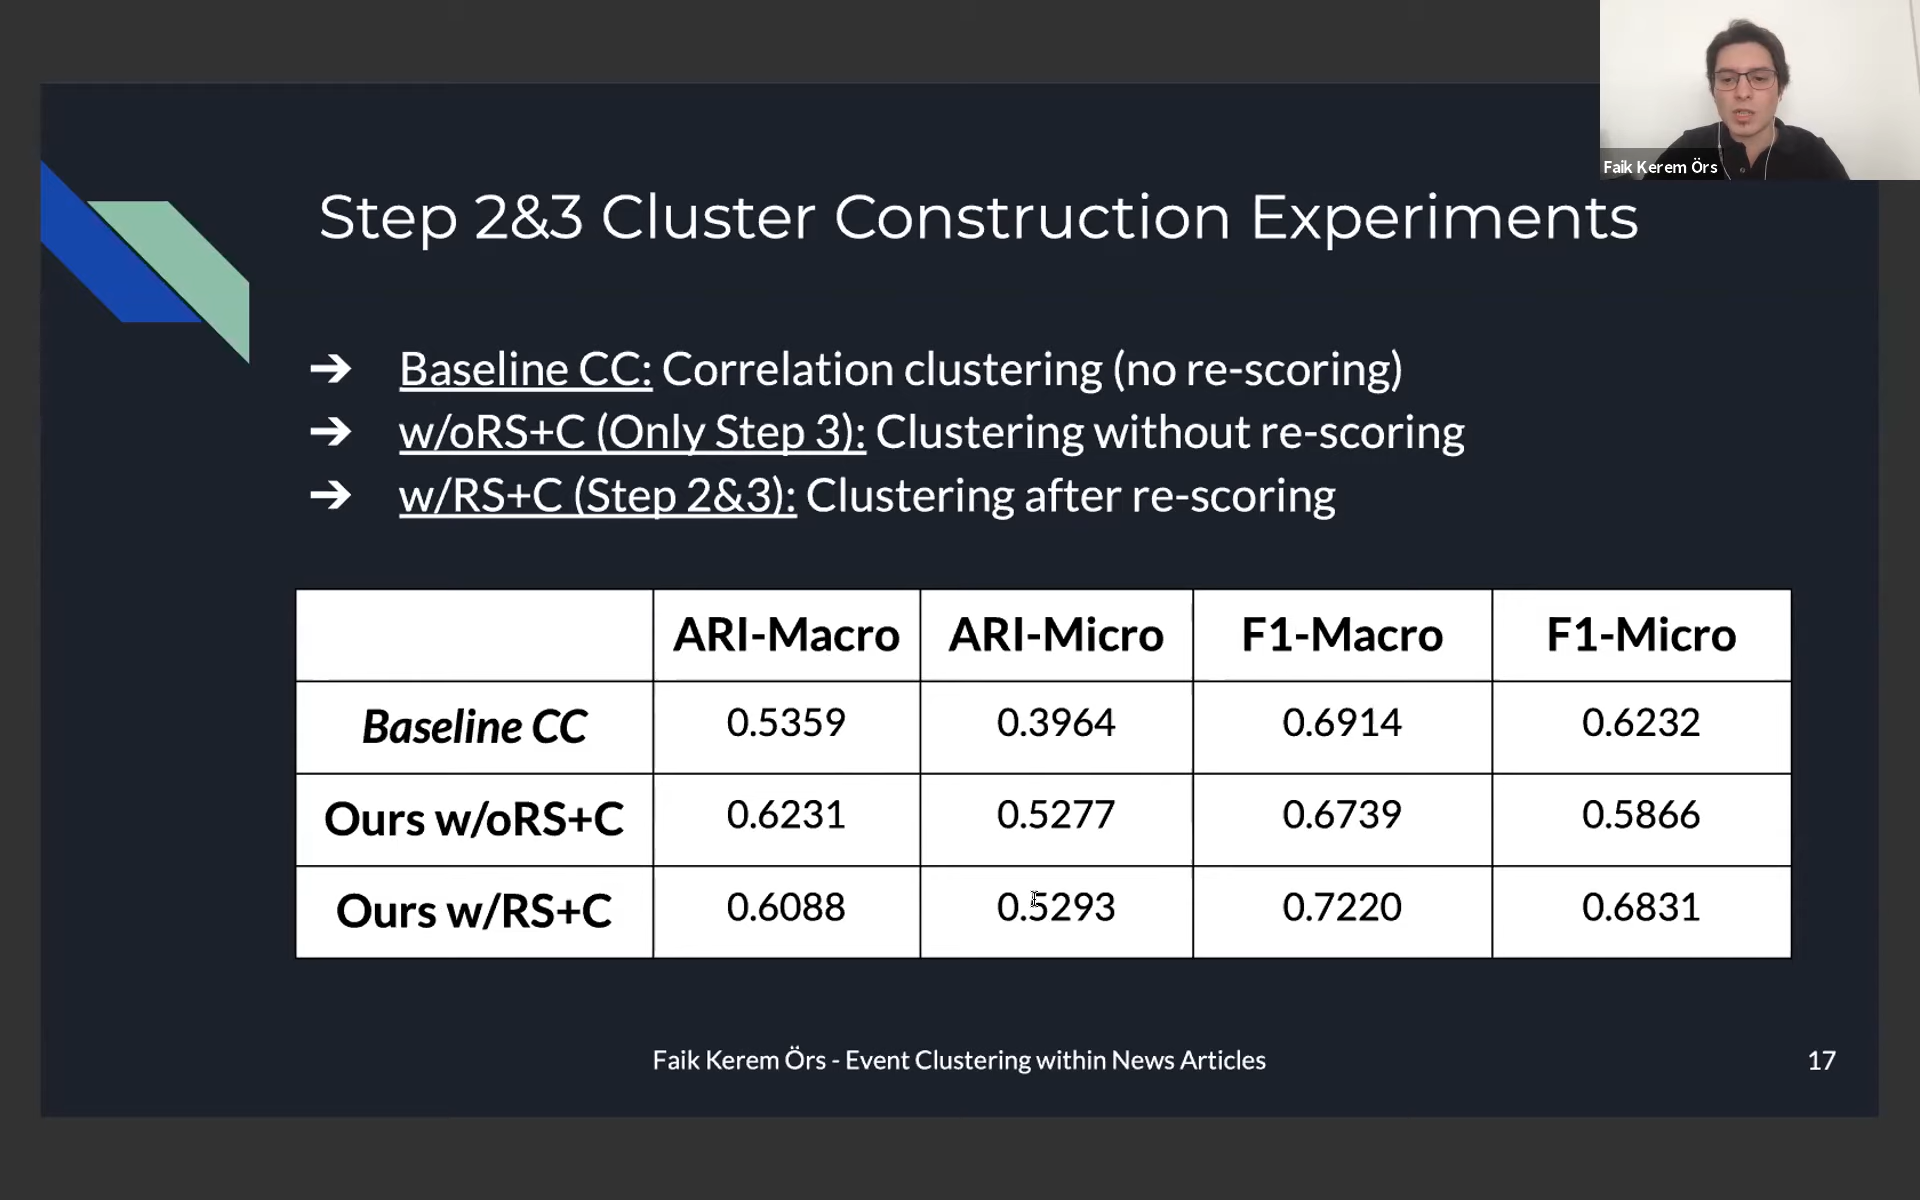 Faik Kerem Örs
Step 2&3 Cluster Construction Experiments
➔ Baseline CC: Correlation clustering (no re-scoring)
➔ w/oRS+C (Only Step 3): Clustering without re-scoring
➔ w/RS+C (Step 2&3): Clustering after re-scoring
ARI-Macro ARI-Micro F1-Macro F1-Micro
Baseline CC 0.5359 0.3964 0.6914 0.6232
Ours w/oRS+C 0.6231 0.5277 0.6739 0.5866
Ours w/RS+C 0.6088 0.5293 0.7220 0.6831
Faik Kerem Örs - Event Clustering within News Articles
17